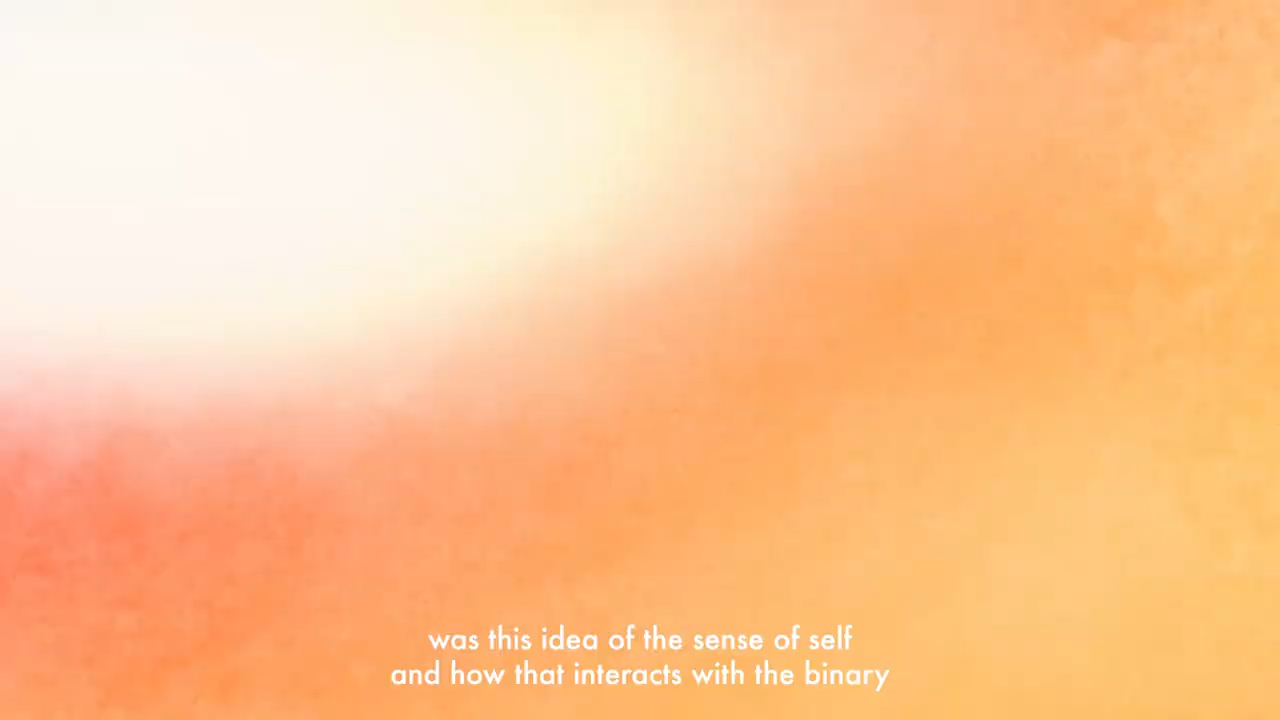 was this idea of the sense of self
and how that interacts with the binary